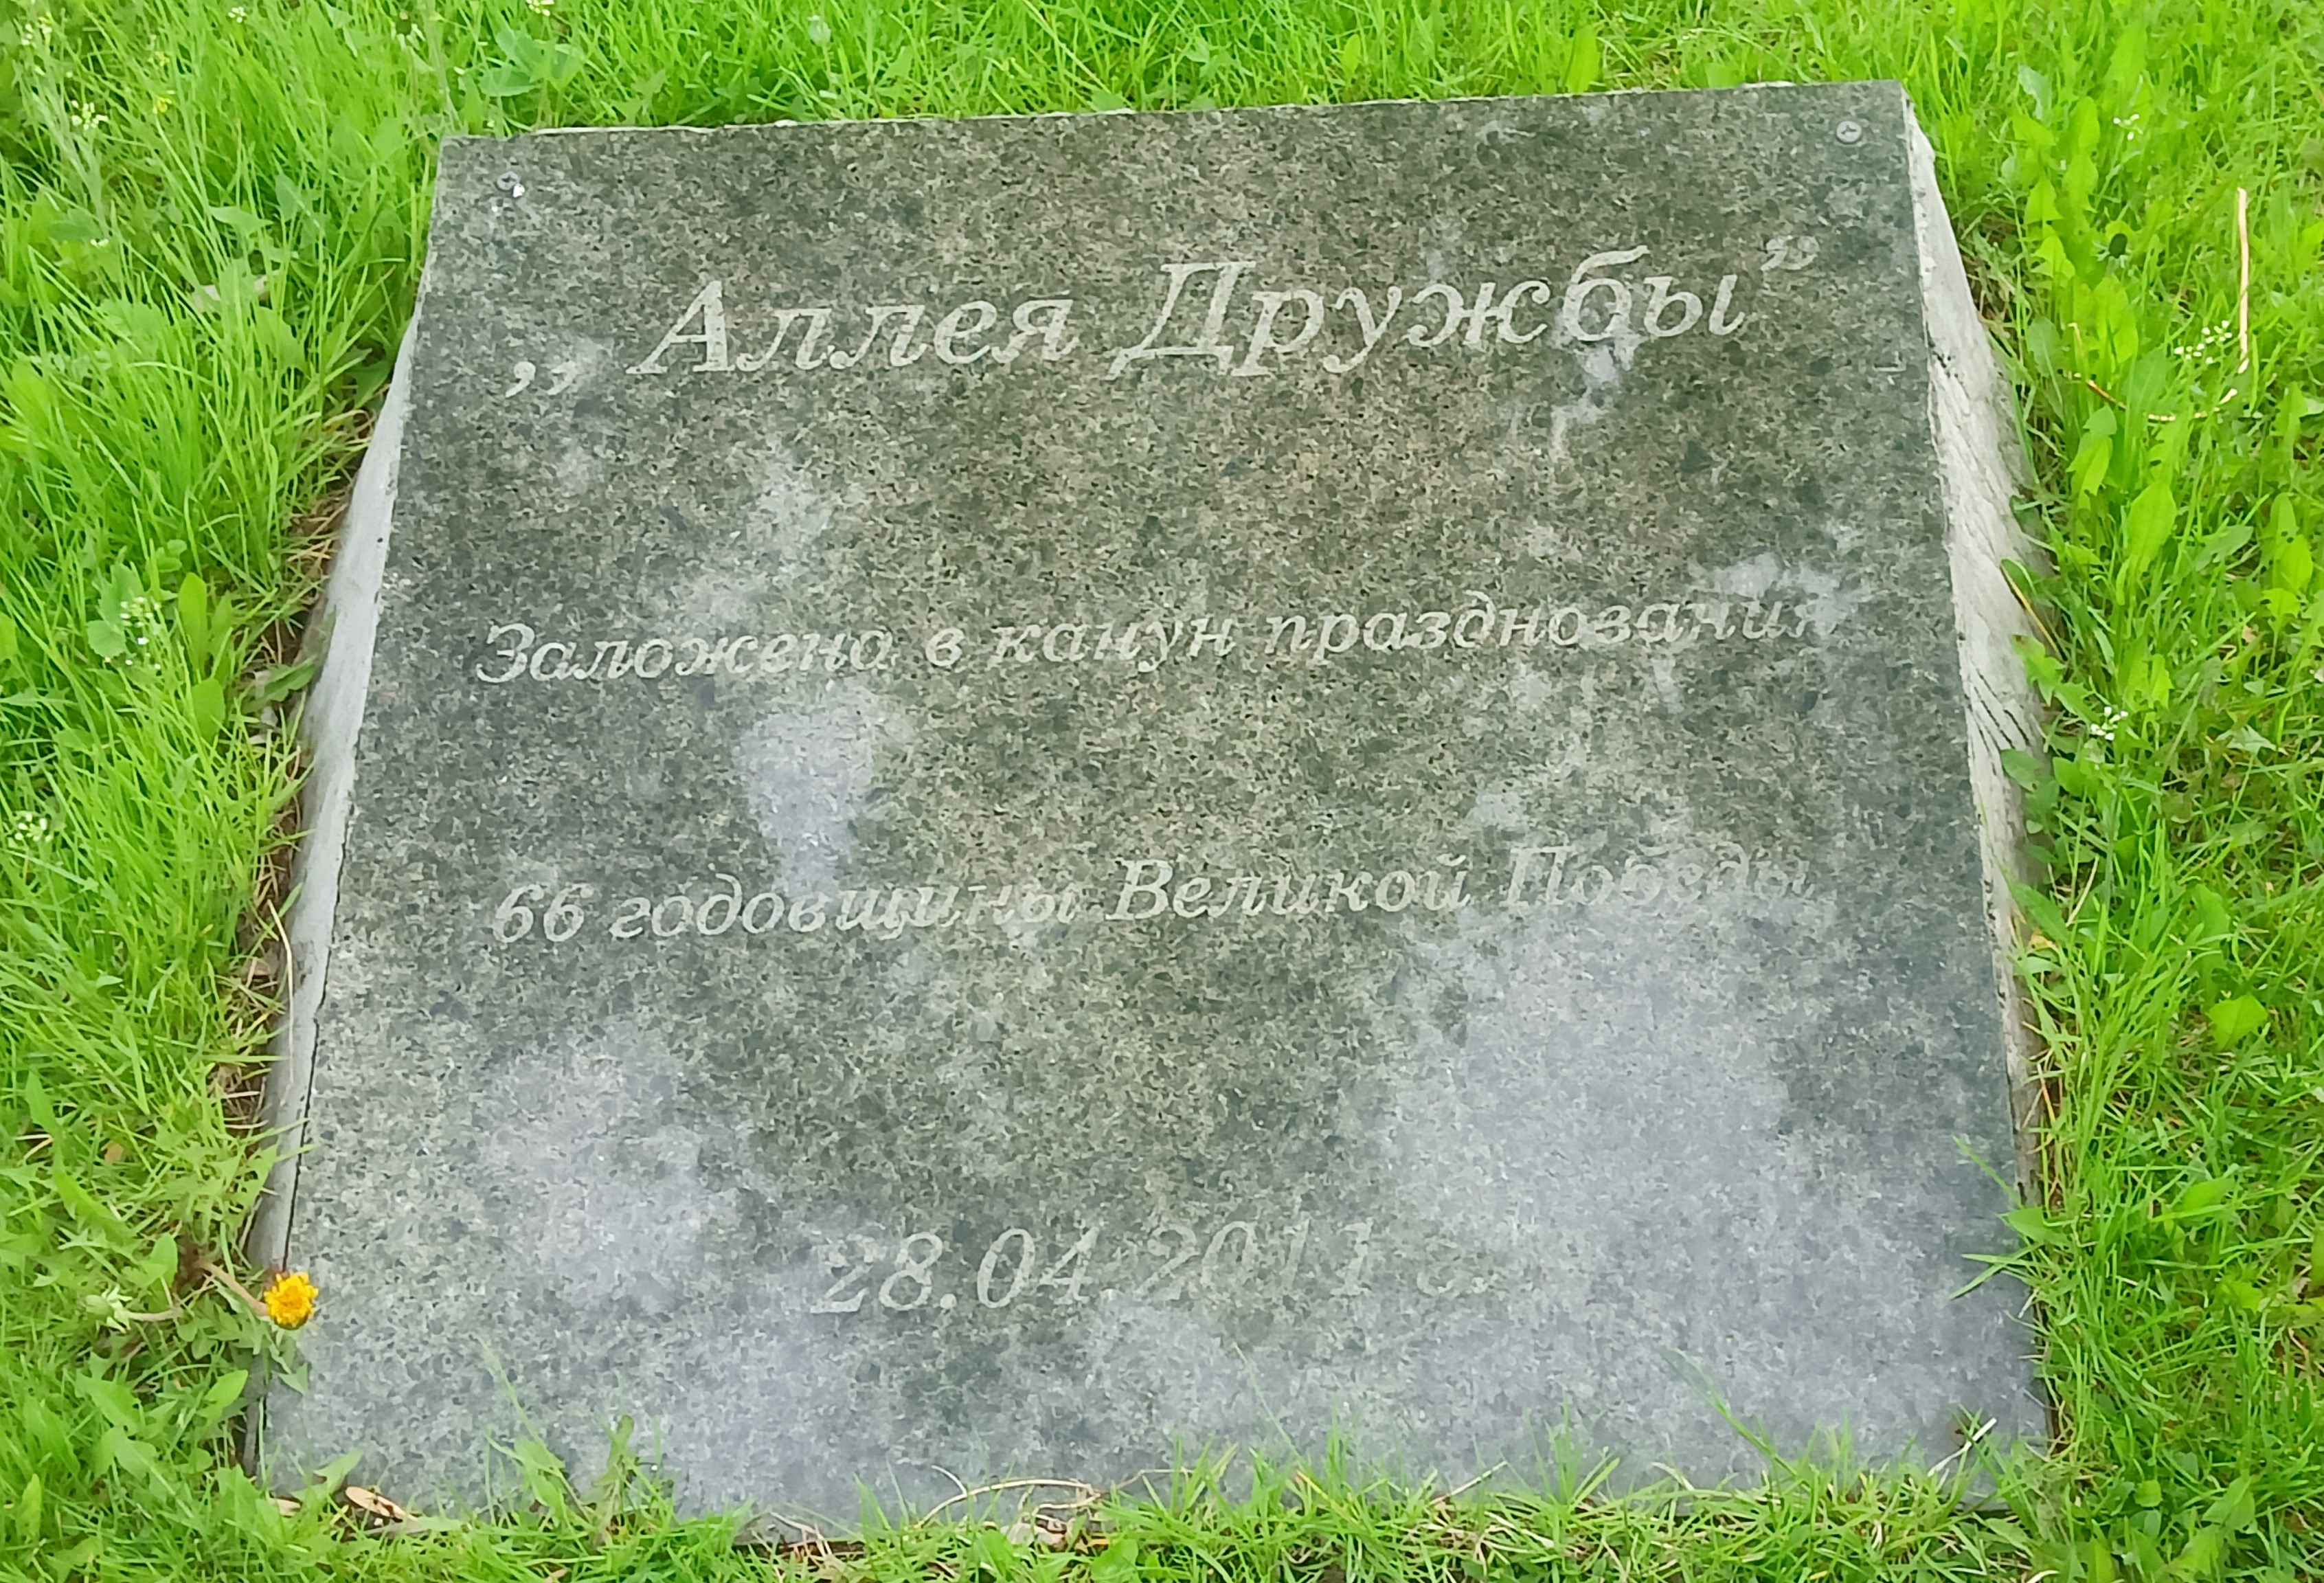 „Аллея Дружбы”
Заложена в канун празднования
66 годовщины Великой Победы
28.04.2011 г.